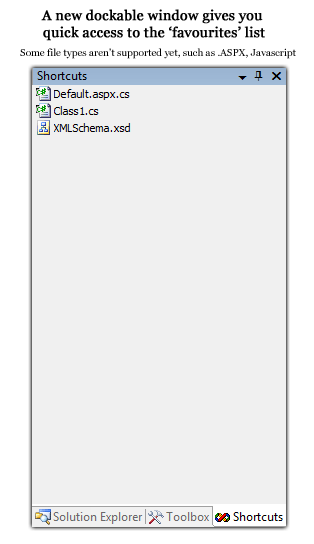 A new dockable window gives you
quick access to the ‘favourites’ list
Some file types aren’t supported yet, such as .ASPX, Javascript
Shortcuts
Default.aspx.cs
Class1.cs
XMLSchema.xsd
Solution Explorer Toolbox Shortcuts